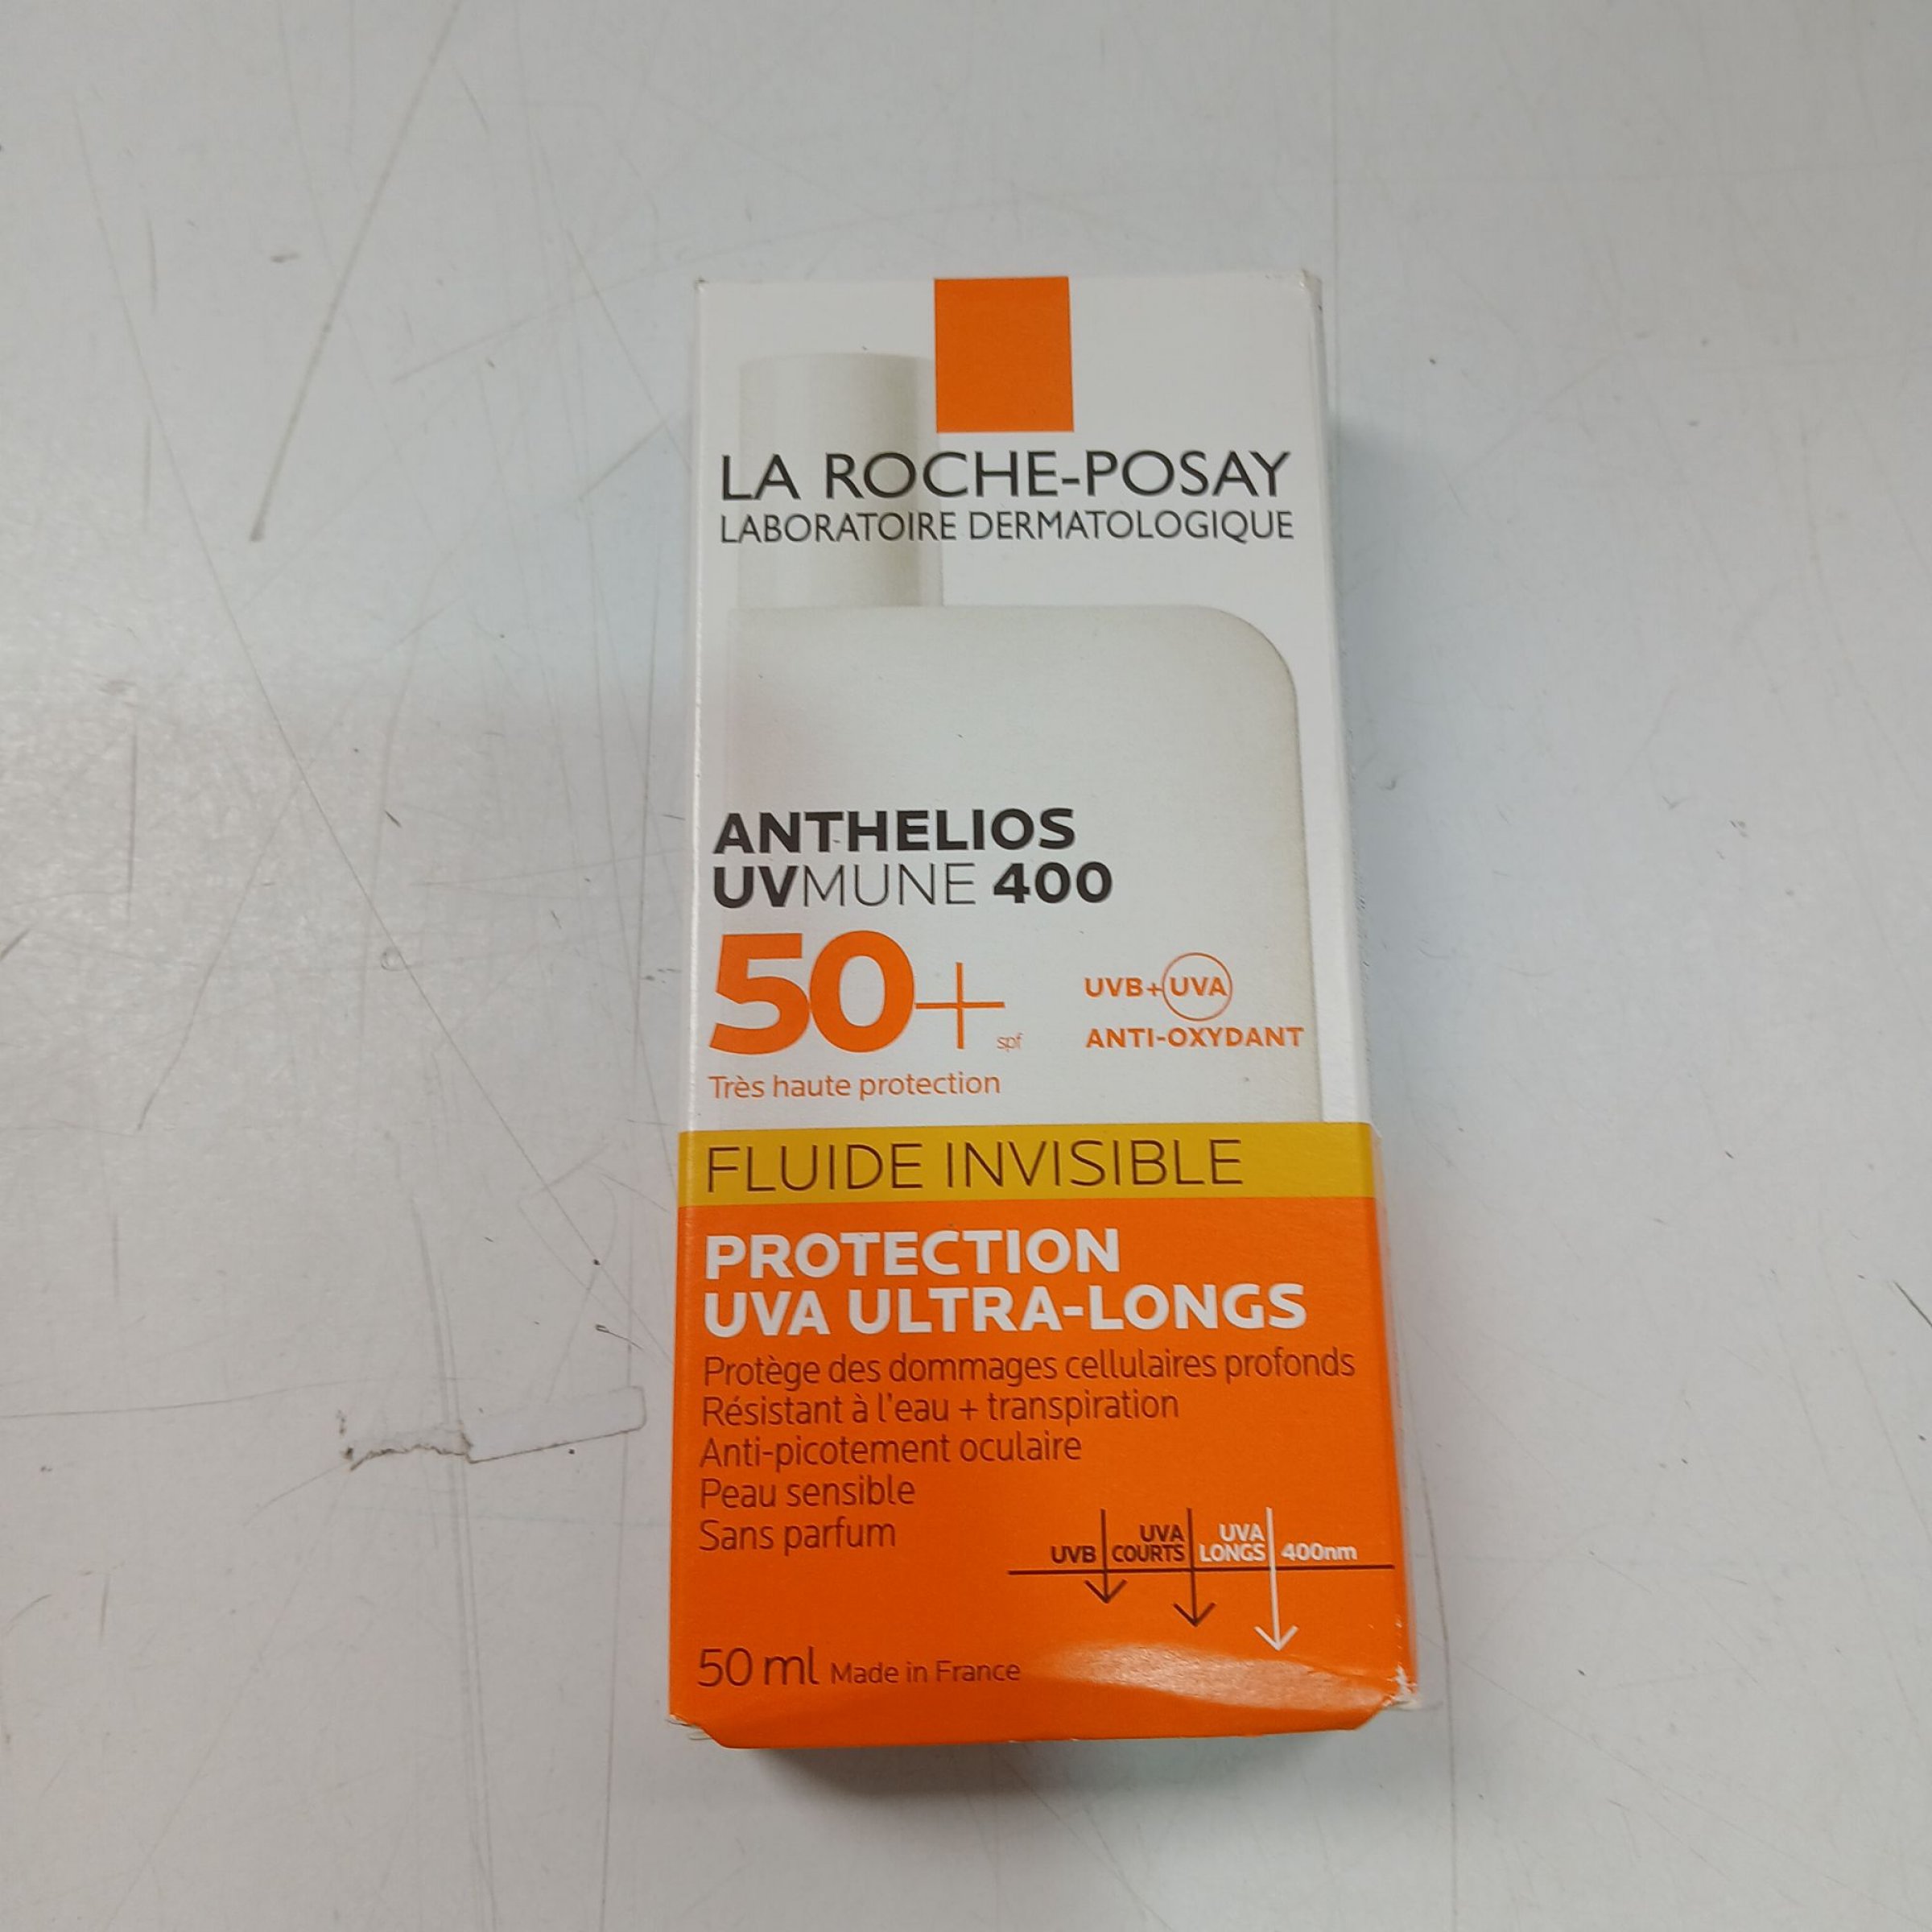 LA ROCHE-POSAY
LABORATOIRE DERMATOLOGIQUE
ANTHELIOS
UVMUNE 400
50+ spf
UVB+UVA
ANTI-OXYDANT
Très haute protection
FLUIDE INVISIBLE
PROTECTION
UVA ULTRA-LONGS
Protège des dommages cellulaires profonds
Résistant à l'eau + transpiration
Anti-picotement oculaire
Peau sensible
Sans parfum
UVB UVA COURTS UVA LONGS 400nm
50 ml Made in France